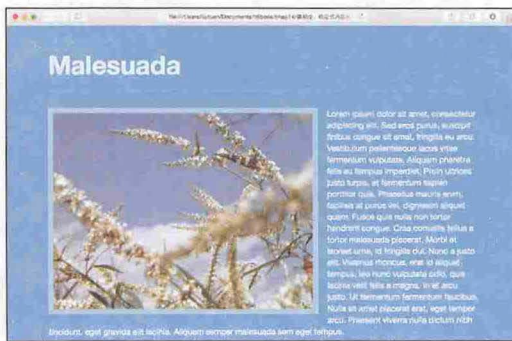 Malesuada
Lorem ipsum dolor sit amet, consectetur
adipiscing elit. Sed eros purus, suscipit
finibus congue sit amet, fringilla eu arcu.
Vestibulum pellentesque lacus vitae
fermentum vulputate. Aliquam pharetra
felis eu tempus imperdiet. Proin ultrices
justo turpis, et fermentum sapien
porttitor quis. Phasellus mauris enim,
facilisis at purus vel, dignissim aliquet
quam. Fusce quis nulla non tortor
hendrerit congue. Cras convallis tellus a
tortor malesuada placerat. Morbi at
laoreet urna, id fringilla dui. Nunc a justo
elit. Vivamus rhoncus, erat id aliquet
tempus, leo nunc vulputate odio, quis
lacinia velit felis a magna. In et arcu
justo. Ut fermentum fermentum faucibus.
Nulla sit amet placerat erat, eget tempor
arcu. Praesent viverra nulla dictum nibh
tincidunt, eget gravida elit lacinia. Aliquam semper malesuada sem eget tempus.